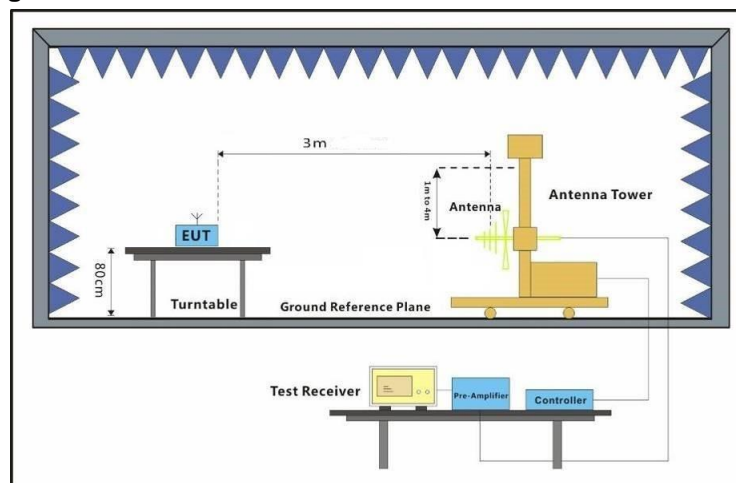 3m
1m to 4m
Antenna
Antenna Tower
EUT
80cm
Turntable
Ground Reference Plane
Test Receiver
Pre-Amplifier
Controller